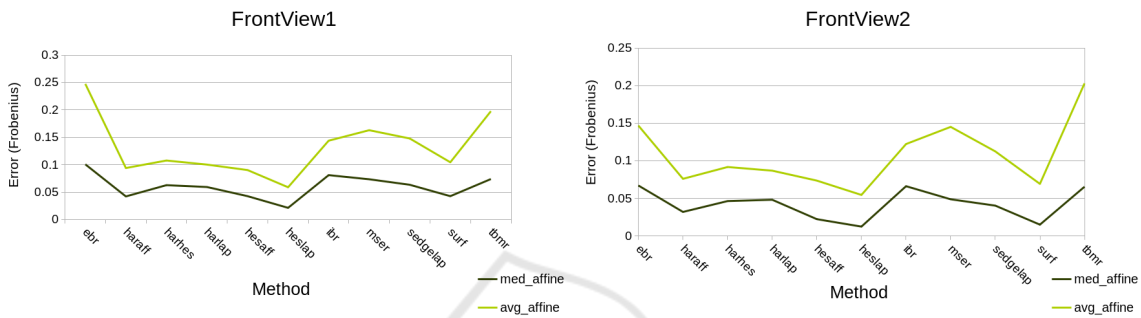 FrontView1
0.3
0.25
0.2
0.15
0.1
0.05
0
Error (Frobenius)
ebr
haraff
harhes
harlap
hesaff
heslap
ibr
mser
sedgelap
surf
tbmr
Method
med_affine
avg_affine
FrontView2
0.25
0.2
0.15
0.1
0.05
0
Error (Frobenius)
ebr
haraff
harhes
harlap
hesaff
heslap
ibr
mser
sedgelap
surf
tbmr
Method
med_affine
avg_affine